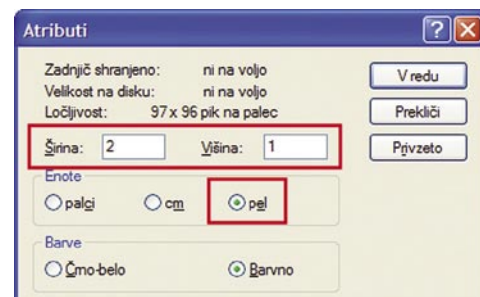 Atributi
Zadnjič shranjeno: ni na voljo
Velikost na disku: ni na voljo
Ločljivost: 97 x 96 pik na palec
Širina: 2 Višina: 1
Enote
palci cm pel
Barve
Črno-belo Barvno
V redu
Prekliči
Privzeto